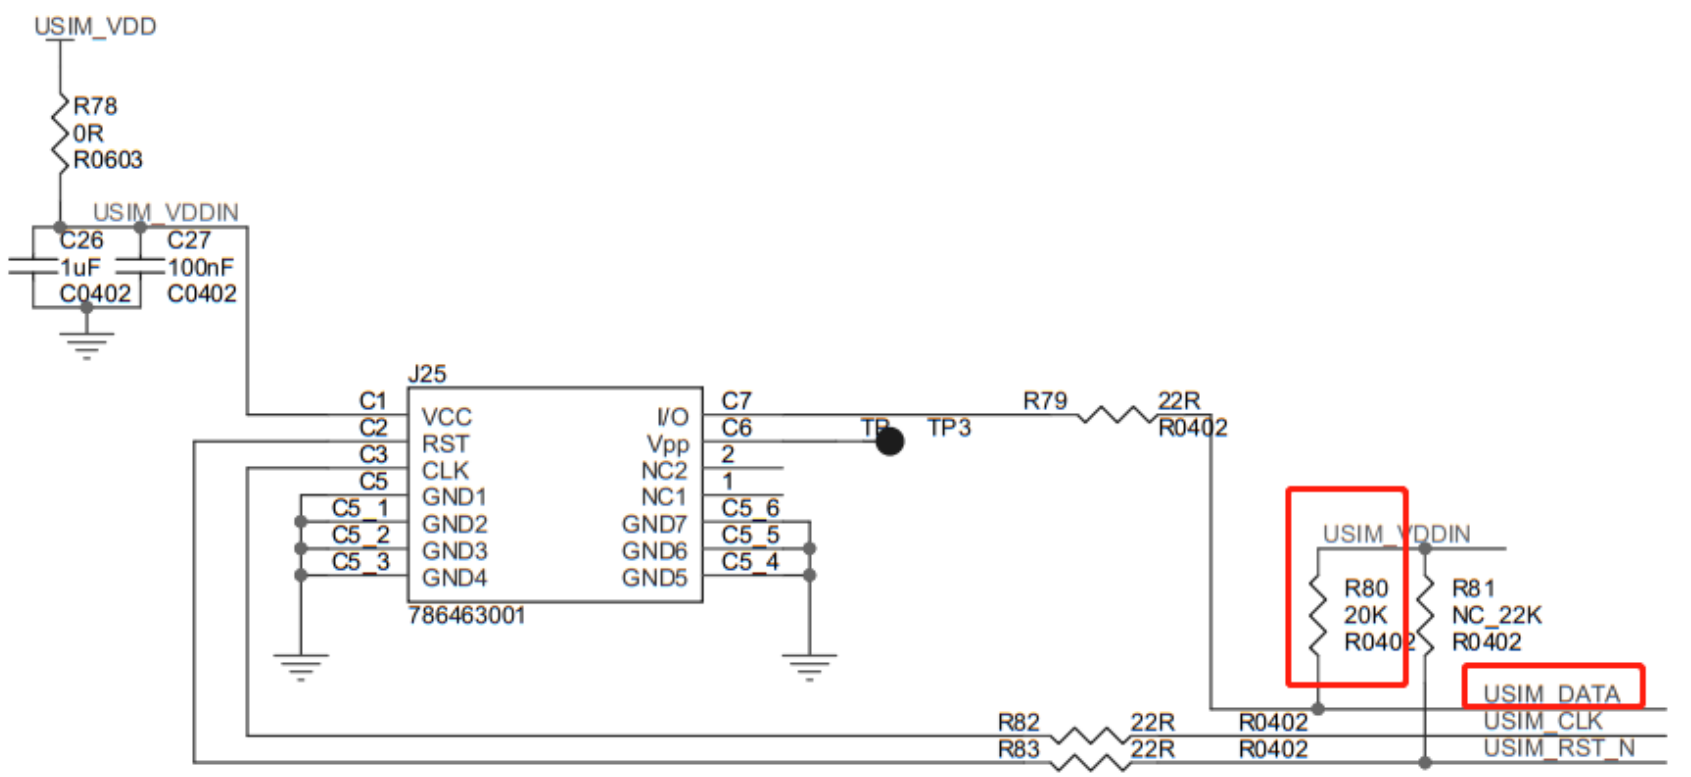 USIM_VDD
R78
0R
R0603
USIM_VDDIN
C26
1uF
C0402
C27
100nF
C0402
J25
C1
C2
C3
C5
C5_1
C5_2
C5_3
VCC
RST
CLK
GND1
GND2
GND3
GND4
I/O
Vpp
NC2
NC1
GND7
GND6
GND5
C7
C6
2
1
C5_6
C5_5
C5_4
786463001
TP
TP3
R79
22R
R0402
USIM_VDDIN
R80
20K
R0402
R81
NC_22K
R0402
USIM_DATA
R82
22R
R0402
USIM_CLK
R83
22R
R0402
USIM_RST_N